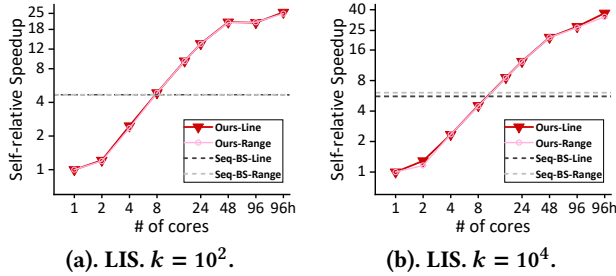 Self-relative Speedup
25
18
12
8
4
2
1
Ours-Line
Ours-Range
Seq-BS-Line
Seq-BS-Range
1 2 4 8 24 48 96 96h
# of cores
(a). LIS. k = 10².
Self-relative Speedup
40
25
16
8
4
2
1
Ours-Line
Ours-Range
Seq-BS-Line
Seq-BS-Range
1 2 4 8 24 48 96 96h
# of cores
(b). LIS. k = 10⁴.